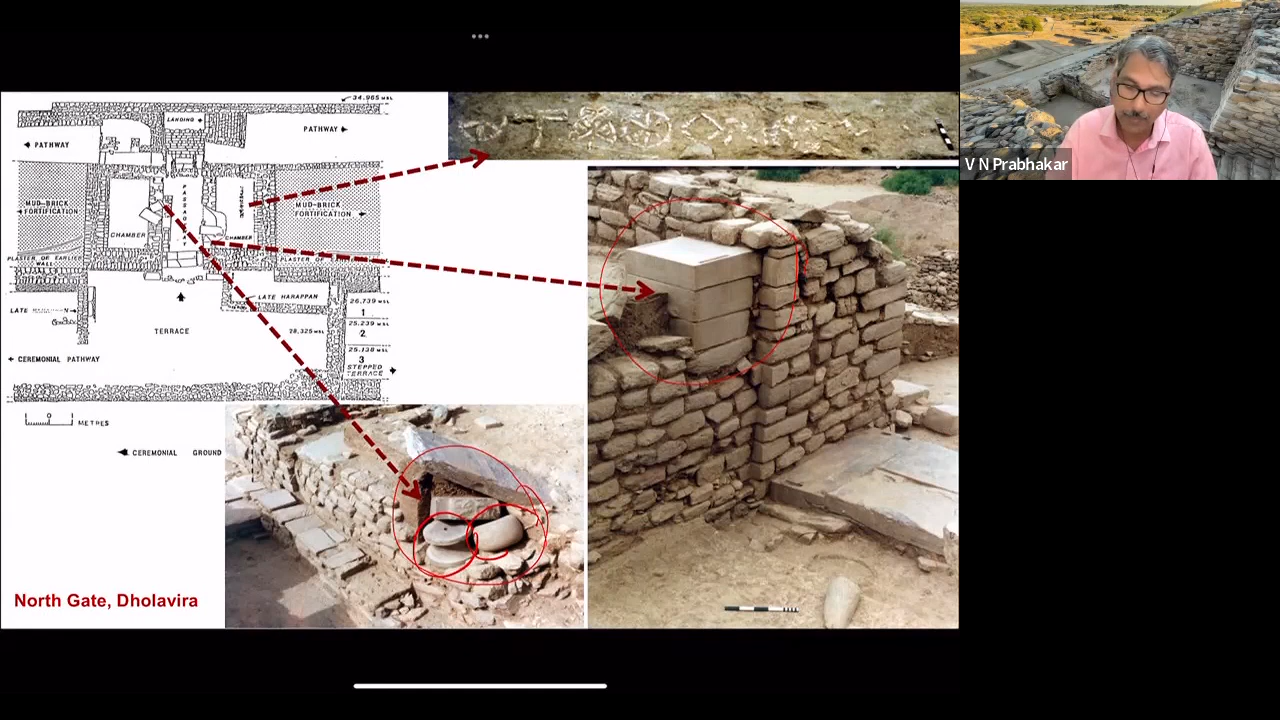 34.965 MSL
LANDING
PATHWAY
PATHWAY
MUD-BRICK
FORTIFICATION
PASSAGEWAY
MUD-BRICK
FORTIFICATION
CHAMBER
CHAMBER
PLASTER OF EARLIER
WALL
PLASTER OF
LATE HARAPPAN
LATE
26.739 MSL
1
25.239 MSL
2
28.325 MSL
25.138 MSL
3
STEPPED
TERRACE
TERRACE
CEREMONIAL PATHWAY
0
METRES
CEREMONIAL GROUND
North Gate, Dholavira
V N Prabhakar